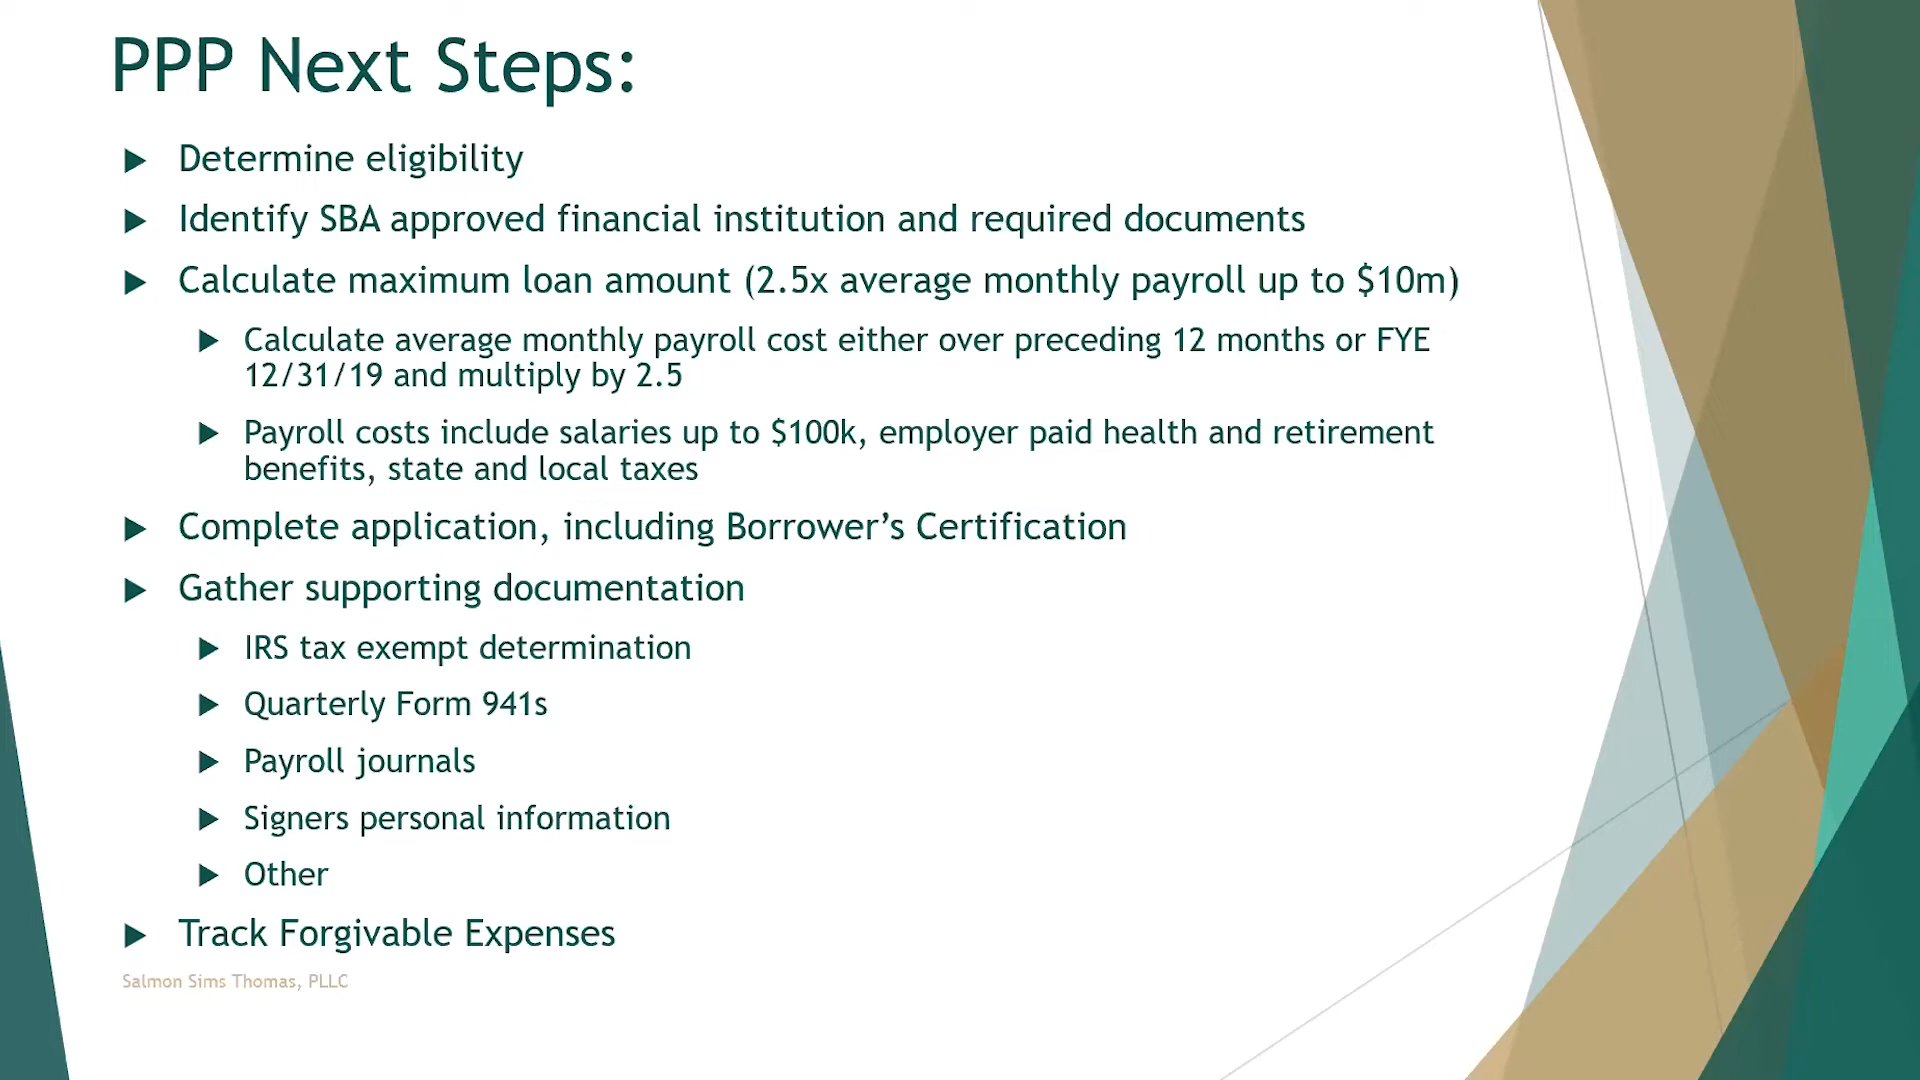 PPP Next Steps:
Determine eligibility
Identify SBA approved financial institution and required documents
Calculate maximum loan amount (2.5x average monthly payroll up to $10m)
Calculate average monthly payroll cost either over preceding 12 months or FYE
12/31/19 and multiply by 2.5
Payroll costs include salaries up to $100k, employer paid health and retirement
benefits, state and local taxes
Complete application, including Borrower’s Certification
Gather supporting documentation
IRS tax exempt determination
Quarterly Form 941s
Payroll journals
Signers personal information
Other
Track Forgivable Expenses
Salmon Sims Thomas, PLLC